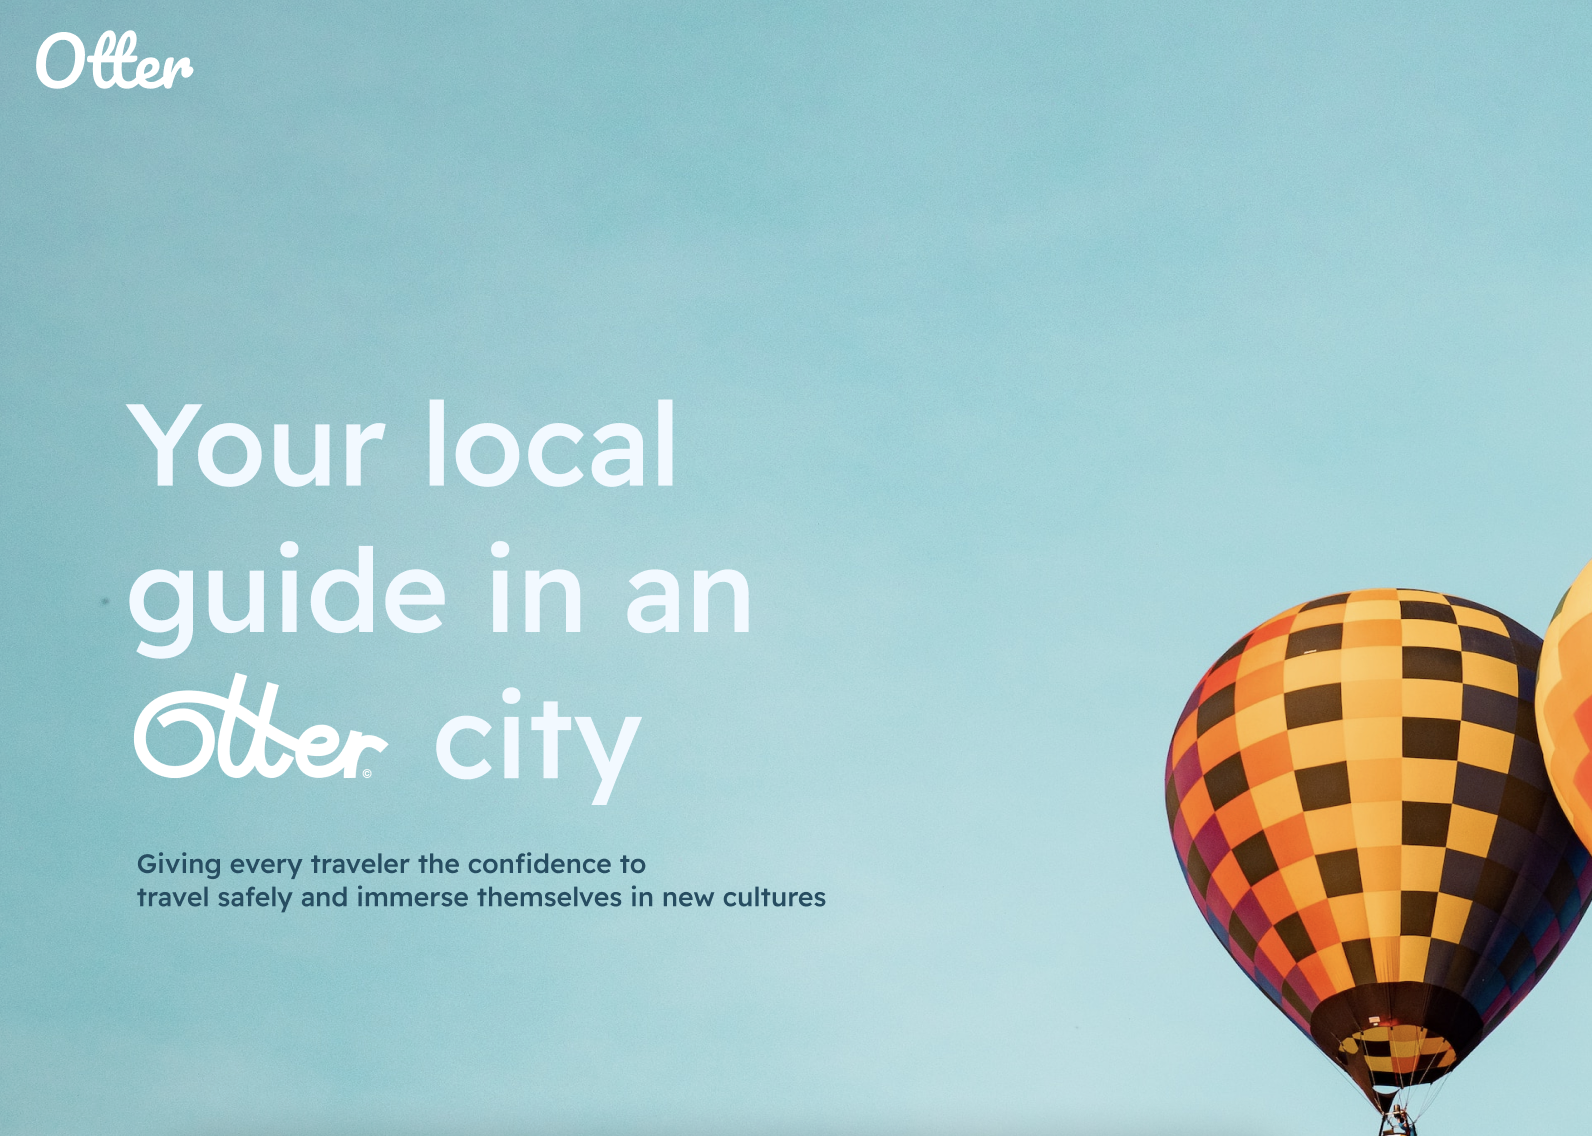 Otter
Your local
guide in an
Otter© city
Giving every traveler the confidence to
travel safely and immerse themselves in new cultures